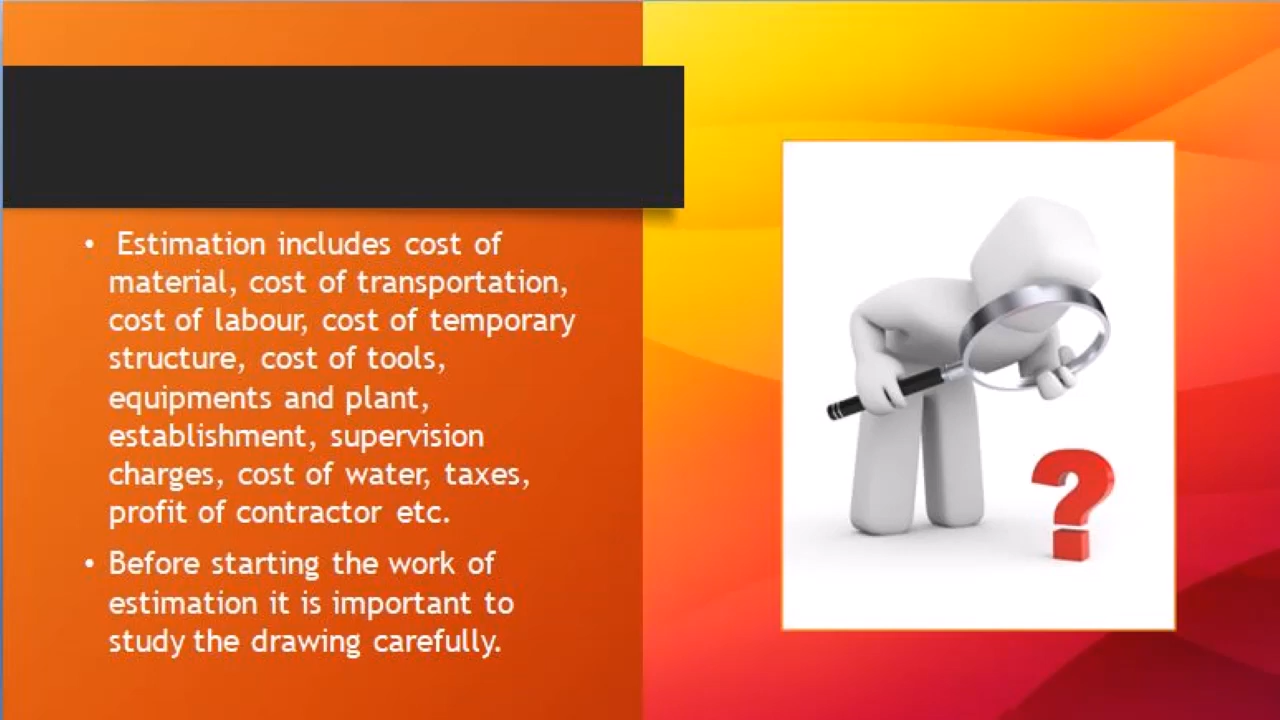 • Estimation includes cost of
material, cost of transportation,
cost of labour, cost of temporary
structure, cost of tools,
equipments and plant,
establishment, supervision
charges, cost of water, taxes,
profit of contractor etc.
• Before starting the work of
estimation it is important to
study the drawing carefully.
?